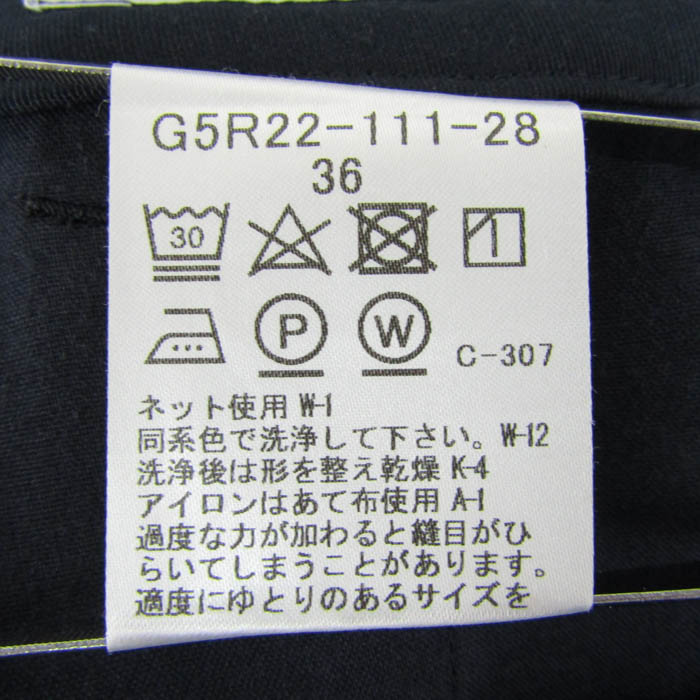 G5R22-111-28
36
30
P W C-307
ネット使用 W-1
同系色で洗浄して下さい。W-12
洗浄後は形を整え乾燥 K-4
アイロンはあて布使用 A-1
過度な力が加わると縫目がひ
らいてしまうことがあります。
適度にゆとりのあるサイズを